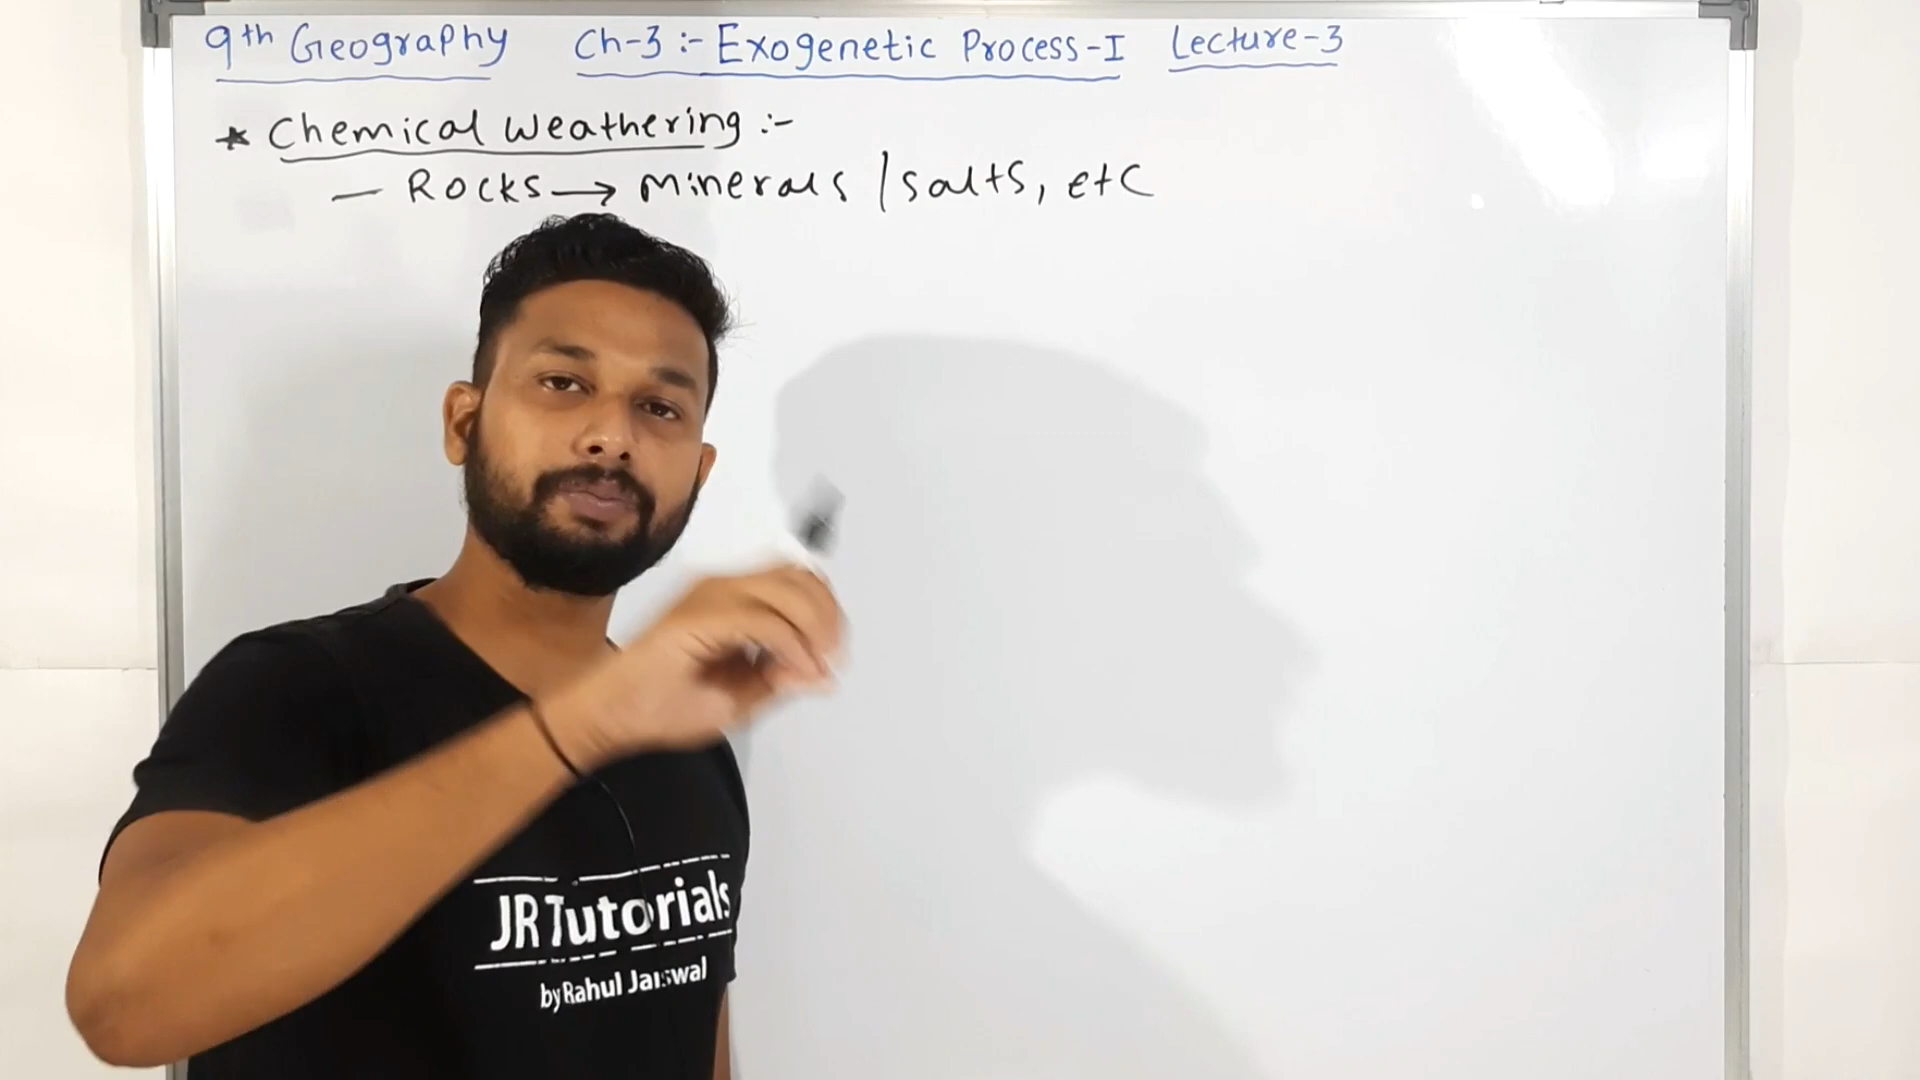 9th Geography Ch-3 :- Exogenetic Process-I Lecture-3
* Chemical Weathering :-
— Rocks → minerals / salts, etc
JR Tutorials
by Rahul Jaiswal